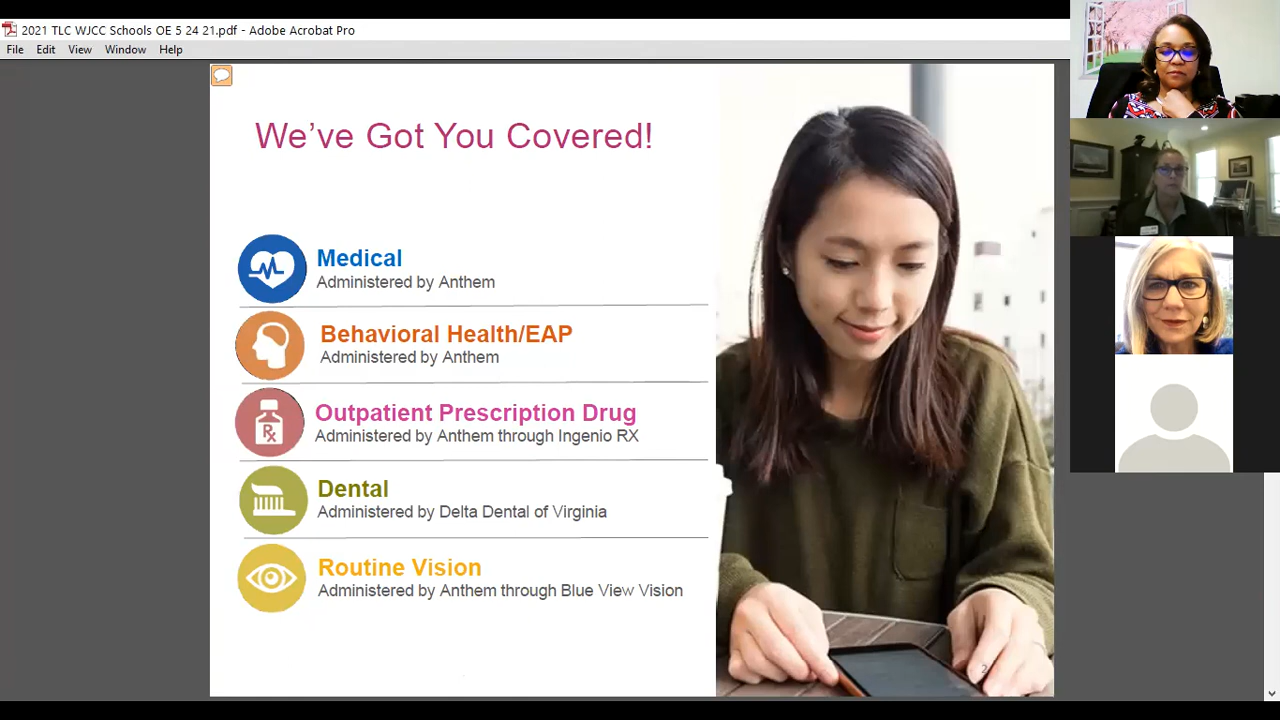 2021 TLC WJCC Schools OE 5 24 21.pdf - Adobe Acrobat Pro
File Edit View Window Help
We’ve Got You Covered!
Medical
Administered by Anthem
Behavioral Health/EAP
Administered by Anthem
Rx
Outpatient Prescription Drug
Administered by Anthem through Ingenio RX
Dental
Administered by Delta Dental of Virginia
Routine Vision
Administered by Anthem through Blue View Vision
2